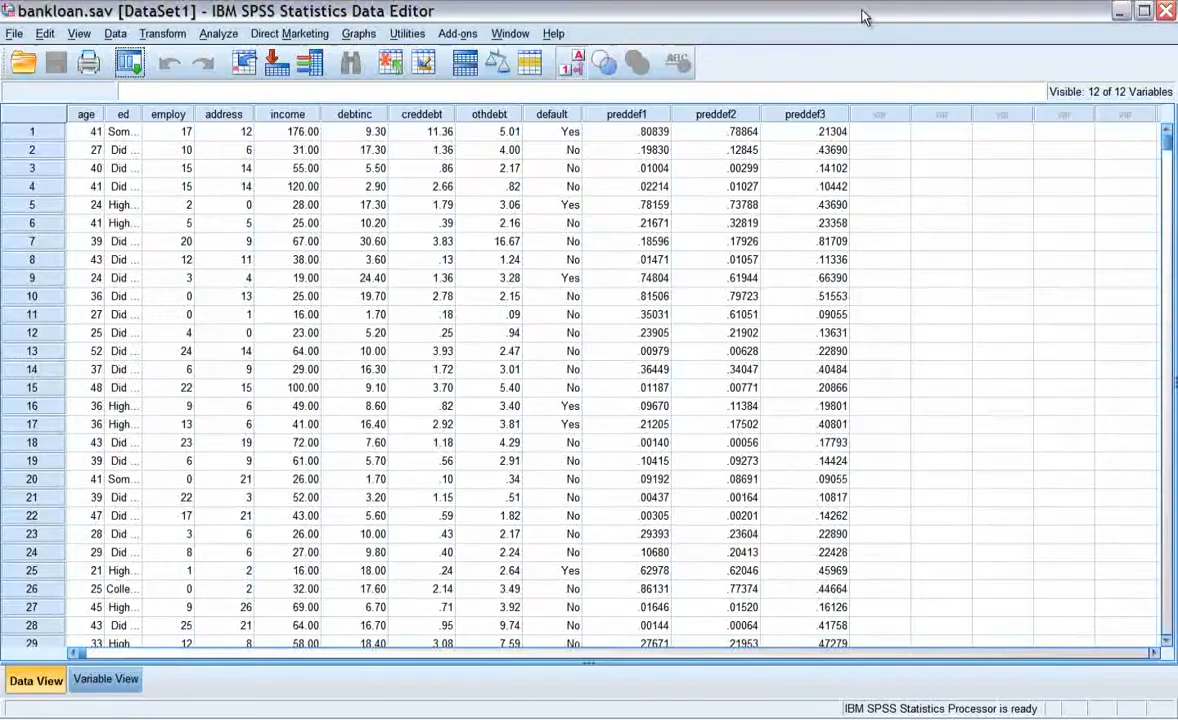 bankloan.sav [DataSet1] - IBM SPSS Statistics Data Editor
File Edit View Data Transform Analyze Direct Marketing Graphs Utilities Add-ons Window Help
Visible: 12 of 12 Variables
age ed employ address income debtinc creddebt othdebt default preddef1 preddef2 preddef3 var var var var var
1 41 Som... 17 12 176.00 9.30 11.36 5.01 Yes .80839 .78864 .21304
2 27 Did ... 10 6 31.00 17.30 1.36 4.00 No .19830 .12845 .43690
3 40 Did ... 15 14 55.00 5.50 .86 2.17 No .01004 .00299 .14102
4 41 Did ... 15 14 120.00 2.90 2.66 .82 No .02214 .01027 .10442
5 24 High... 2 0 28.00 17.30 1.79 3.06 Yes .78159 .73788 .43690
6 41 High... 5 5 25.00 10.20 .39 2.16 No .21671 .32819 .23358
7 39 Did ... 20 9 67.00 30.60 3.83 16.67 No .18596 .17926 .81709
8 43 Did ... 12 11 38.00 3.60 .13 1.24 No .01471 .01057 .11336
9 24 Did ... 3 4 19.00 24.40 1.36 3.28 Yes .74804 .61944 .66390
10 36 Did ... 0 13 25.00 19.70 2.78 2.15 No .81506 .79723 .51553
11 27 Did ... 0 1 16.00 1.70 .18 .09 No .35031 .61051 .09055
12 25 Did ... 4 0 23.00 5.20 .25 .94 No .23905 .21902 .13631
13 52 Did ... 24 14 64.00 10.00 3.93 2.47 No .00979 .00628 .22890
14 37 Did ... 6 9 29.00 16.30 1.72 3.01 No .36449 .34047 .40484
15 48 Did ... 22 15 100.00 9.10 3.70 5.40 No .01187 .00771 .20866
16 36 High... 9 6 49.00 8.60 .82 3.40 Yes .09670 .11384 .19801
17 36 High... 13 6 41.00 16.40 2.92 3.81 Yes .21205 .17502 .40801
18 43 Did ... 23 19 72.00 7.60 1.18 4.29 No .00140 .00056 .17793
19 39 Did ... 6 9 61.00 5.70 .56 2.91 No .10415 .09273 .14424
20 41 Som... 0 21 26.00 1.70 .10 .34 No .09192 .08691 .09055
21 39 Did ... 22 3 52.00 3.20 1.15 .51 No .00437 .00164 .10817
22 47 Did ... 17 21 43.00 5.60 .59 1.82 No .00305 .00201 .14262
23 28 Did ... 3 6 26.00 10.00 .43 2.17 No .29393 .23604 .22890
24 29 Did ... 8 6 27.00 9.80 .40 2.24 No .10680 .20413 .22428
25 21 High... 1 2 16.00 18.00 .24 2.64 Yes .62978 .62046 .45969
26 25 Colle... 0 2 32.00 17.60 2.14 3.49 No .86131 .77374 .44664
27 45 High... 9 26 69.00 6.70 .71 3.92 No .01646 .01520 .16126
28 43 Did ... 25 21 64.00 16.70 .95 9.74 No .00144 .00064 .41758
29 33 High 12 8 58.00 18.40 3.08 7.59 No .27671 .21953 .47279
Data View Variable View
IBM SPSS Statistics Processor is ready